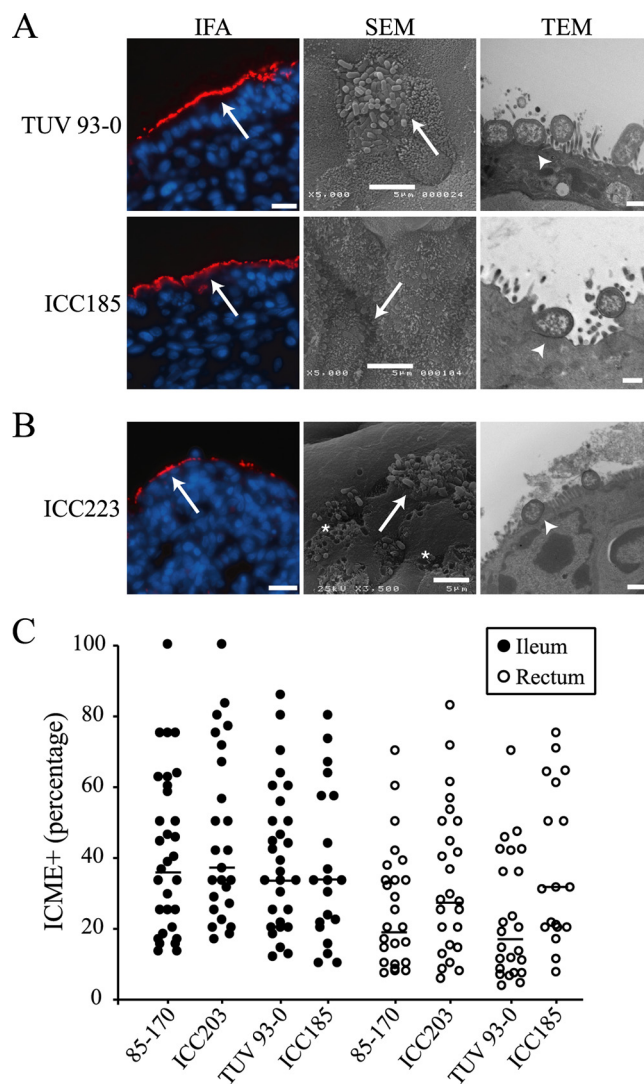 A
IFA
SEM
TEM
TUV 93-0
X5,000 5µm 000024
ICC185
X5,000 5µm 000104
B
ICC223
25kV X3,500 5µm
C
ICME+ (percentage)
100
80
60
40
20
0
Ileum
Rectum
85-170
ICC203
TUV 93-0
ICC185
85-170
ICC203
TUV 93-0
ICC185